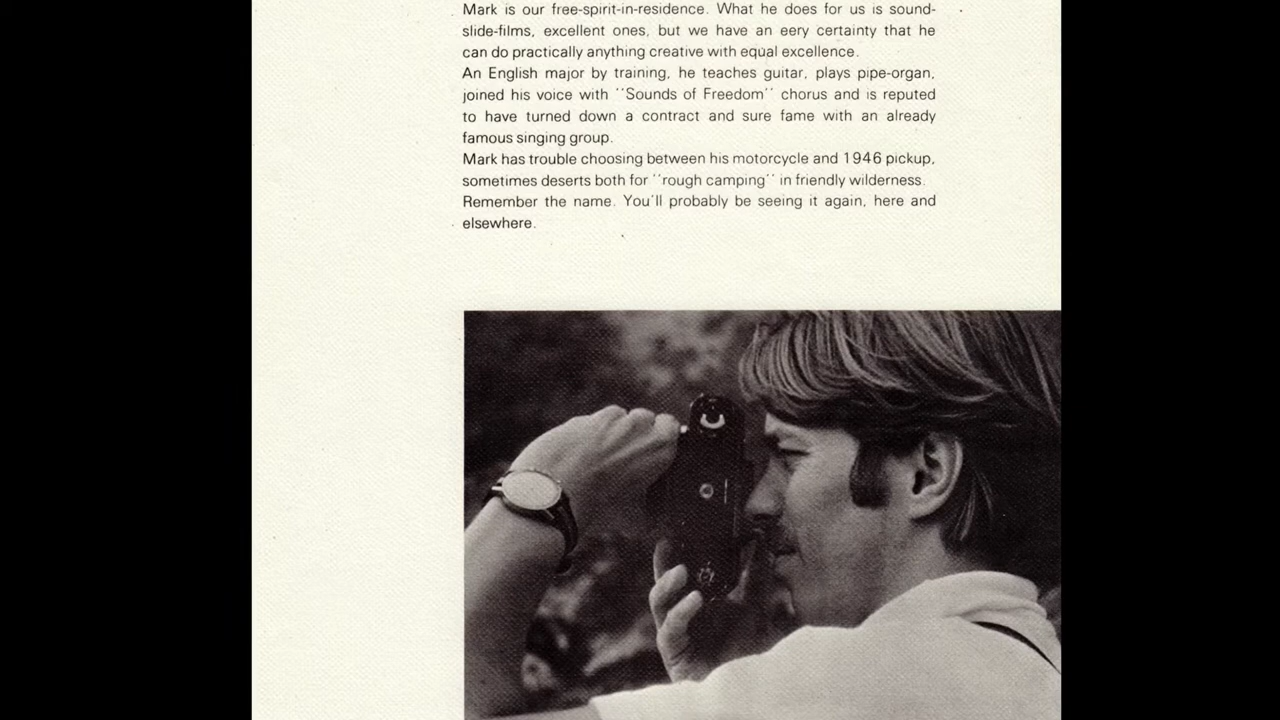 Mark is our free-spirit-in-residence. What he does for us is sound-
slide-films, excellent ones, but we have an eery certainty that he
can do practically anything creative with equal excellence.
An English major by training, he teaches guitar, plays pipe-organ,
joined his voice with ''Sounds of Freedom'' chorus and is reputed
to have turned down a contract and sure fame with an already
famous singing group.
Mark has trouble choosing between his motorcycle and 1946 pickup,
sometimes deserts both for ''rough camping'' in friendly wilderness.
Remember the name. You'll probably be seeing it again, here and
elsewhere.